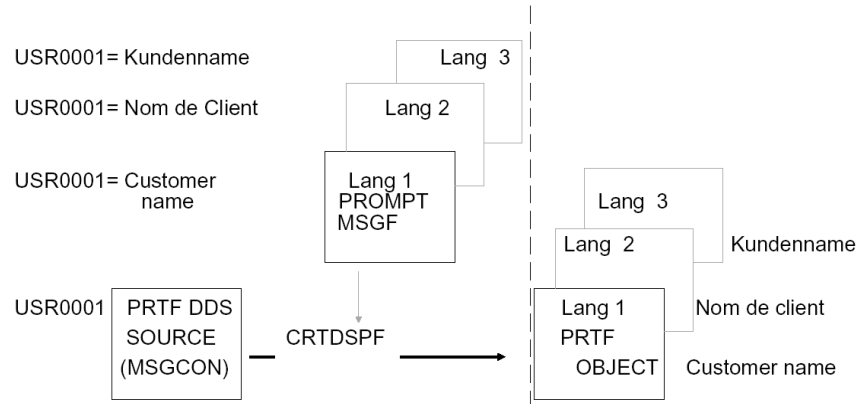 USR0001= Kundenname
Lang 3
USR0001= Nom de Client
Lang 2
USR0001= Customer
name
Lang 1
PROMPT
MSGF
Lang 3
Kundenname
Lang 2
USR0001
PRTF DDS
SOURCE
(MSGCON)
CRTDSPF
Lang 1
PRTF
OBJECT
Nom de client
Customer name